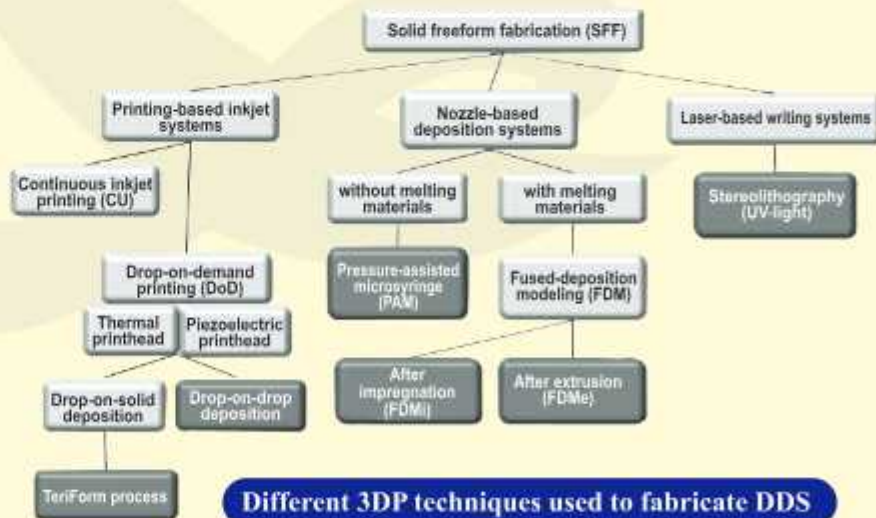 Solid freeform fabrication (SFF)
Printing-based inkjet
systems
Nozzle-based
deposition systems
Laser-based writing systems
Continuous inkjet
printing (CU)
without melting
materials
with melting
materials
Stereolithography
(UV-light)
Drop-on-demand
printing (DoD)
Pressure-assisted
microsyringe
(PAM)
Fused-deposition
modeling (FDM)
Thermal
printhead
Piezoelectric
printhead
Drop-on-solid
deposition
Drop-on-drop
deposition
After
impregnation
(FDMi)
After extrusion
(FDMe)
TeriForm process
Different 3DP techniques used to fabricate DDS